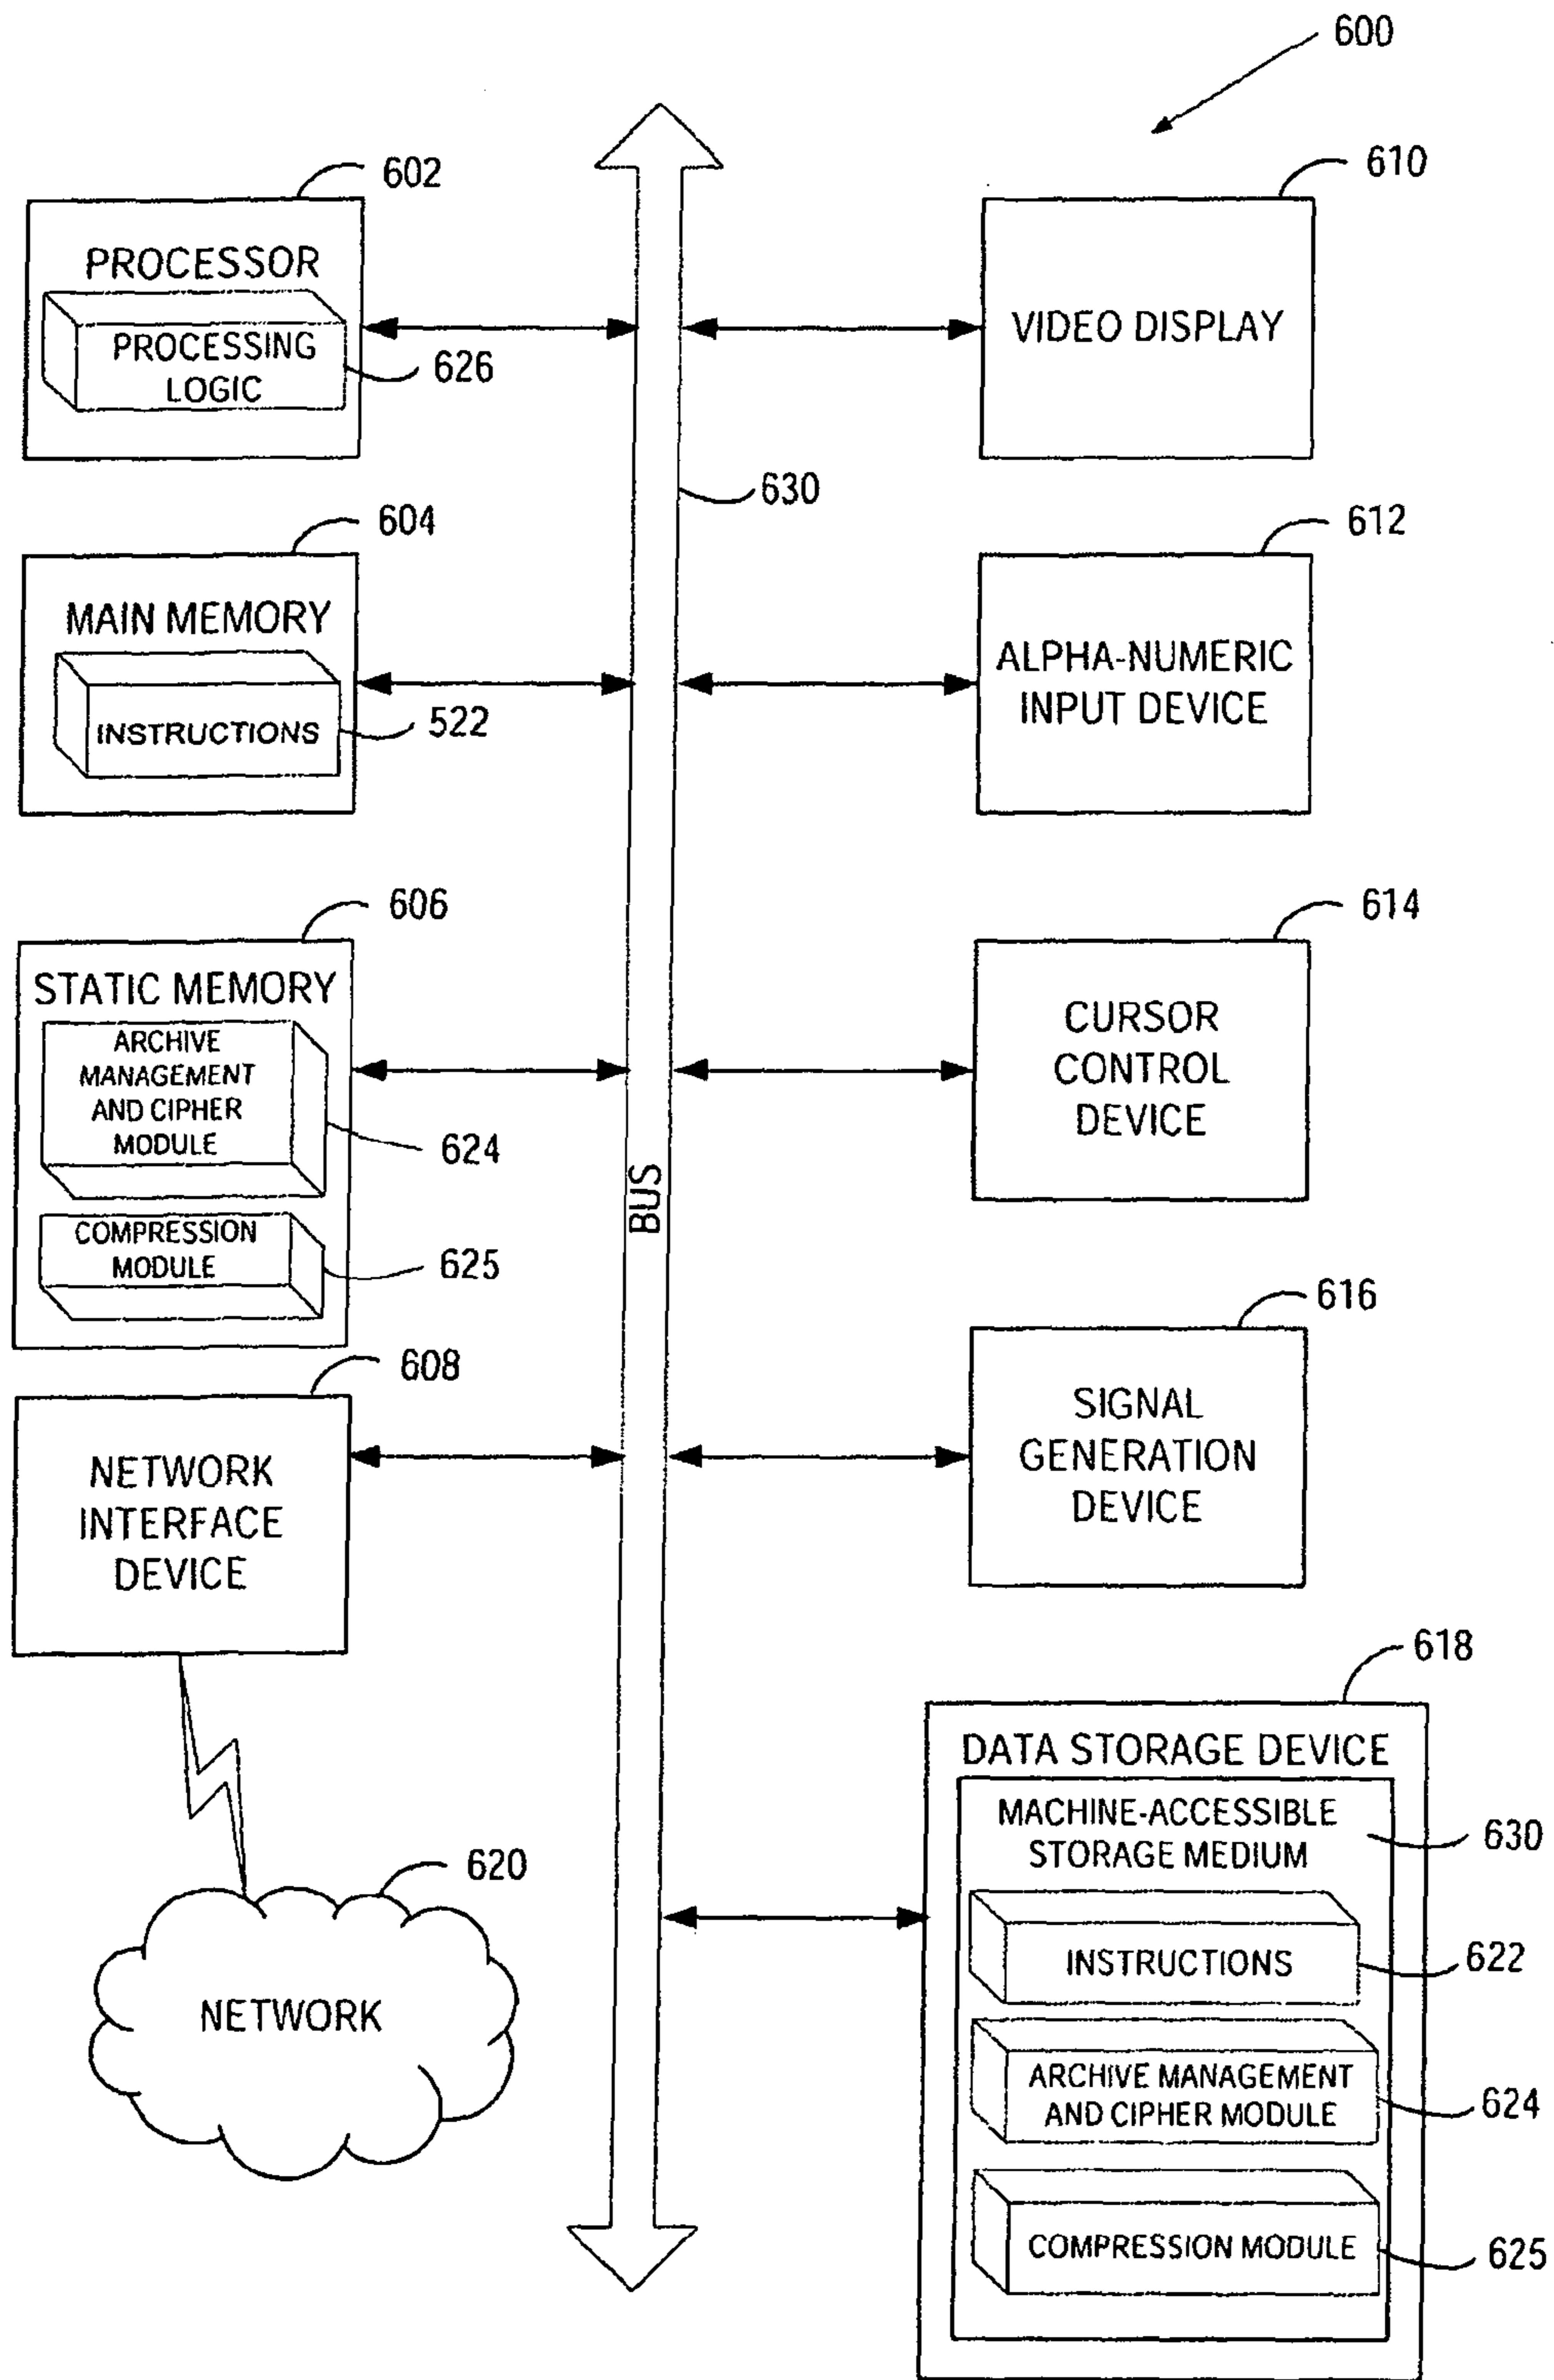 600
602
PROCESSOR
PROCESSING
LOGIC
626
610
VIDEO DISPLAY
630
604
MAIN MEMORY
INSTRUCTIONS
522
612
ALPHA-NUMERIC
INPUT DEVICE
606
STATIC MEMORY
ARCHIVE
MANAGEMENT
AND CIPHER
MODULE
624
COMPRESSION
MODULE
625
614
CURSOR
CONTROL
DEVICE
BUS
608
NETWORK
INTERFACE
DEVICE
616
SIGNAL
GENERATION
DEVICE
620
NETWORK
618
DATA STORAGE DEVICE
MACHINE-ACCESSIBLE
STORAGE MEDIUM
630
INSTRUCTIONS
622
ARCHIVE MANAGEMENT
AND CIPHER MODULE
624
COMPRESSION MODULE
625